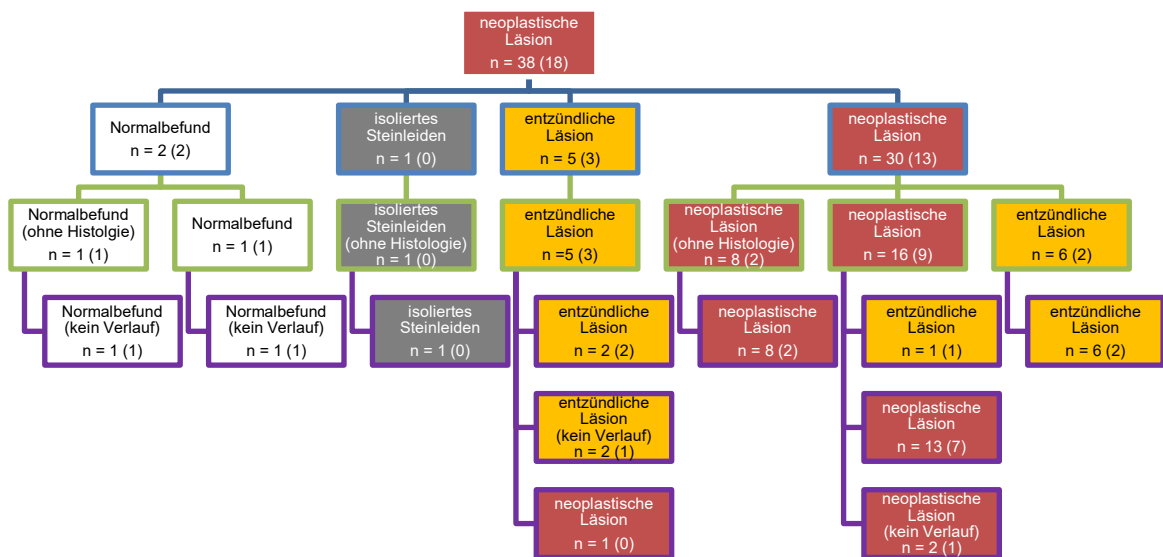 neoplastische
Läsion
n = 38 (18)
Normalbefund
n = 2 (2)
isoliertes
Steinleiden
n = 1 (0)
entzündliche
Läsion
n = 5 (3)
neoplastische
Läsion
n = 30 (13)
Normalbefund
(ohne Histolgie)
n = 1 (1)
Normalbefund
n = 1 (1)
isoliertes
Steinleiden
(ohne Histologie)
n = 1 (0)
entzündliche
Läsion
n =5 (3)
neoplastische
Läsion
(ohne Histologie)
n = 8 (2)
neoplastische
Läsion
n = 16 (9)
entzündliche
Läsion
n = 6 (2)
Normalbefund
(kein Verlauf)
n = 1 (1)
Normalbefund
(kein Verlauf)
n = 1 (1)
isoliertes
Steinleiden
n = 1 (0)
entzündliche
Läsion
n = 2 (2)
neoplastische
Läsion
n = 8 (2)
entzündliche
Läsion
n = 1 (1)
entzündliche
Läsion
n = 6 (2)
entzündliche
Läsion
(kein Verlauf)
n = 2 (1)
neoplastische
Läsion
n = 13 (7)
neoplastische
Läsion
n = 1 (0)
neoplastische
Läsion
(kein Verlauf)
n = 2 (1)